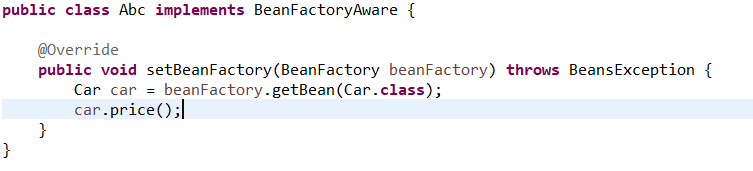 public class Abc implements BeanFactoryAware {
@Override
public void setBeanFactory(BeanFactory beanFactory) throws BeansException {
Car car = beanFactory.getBean(Car.class);
car.price();
}
}